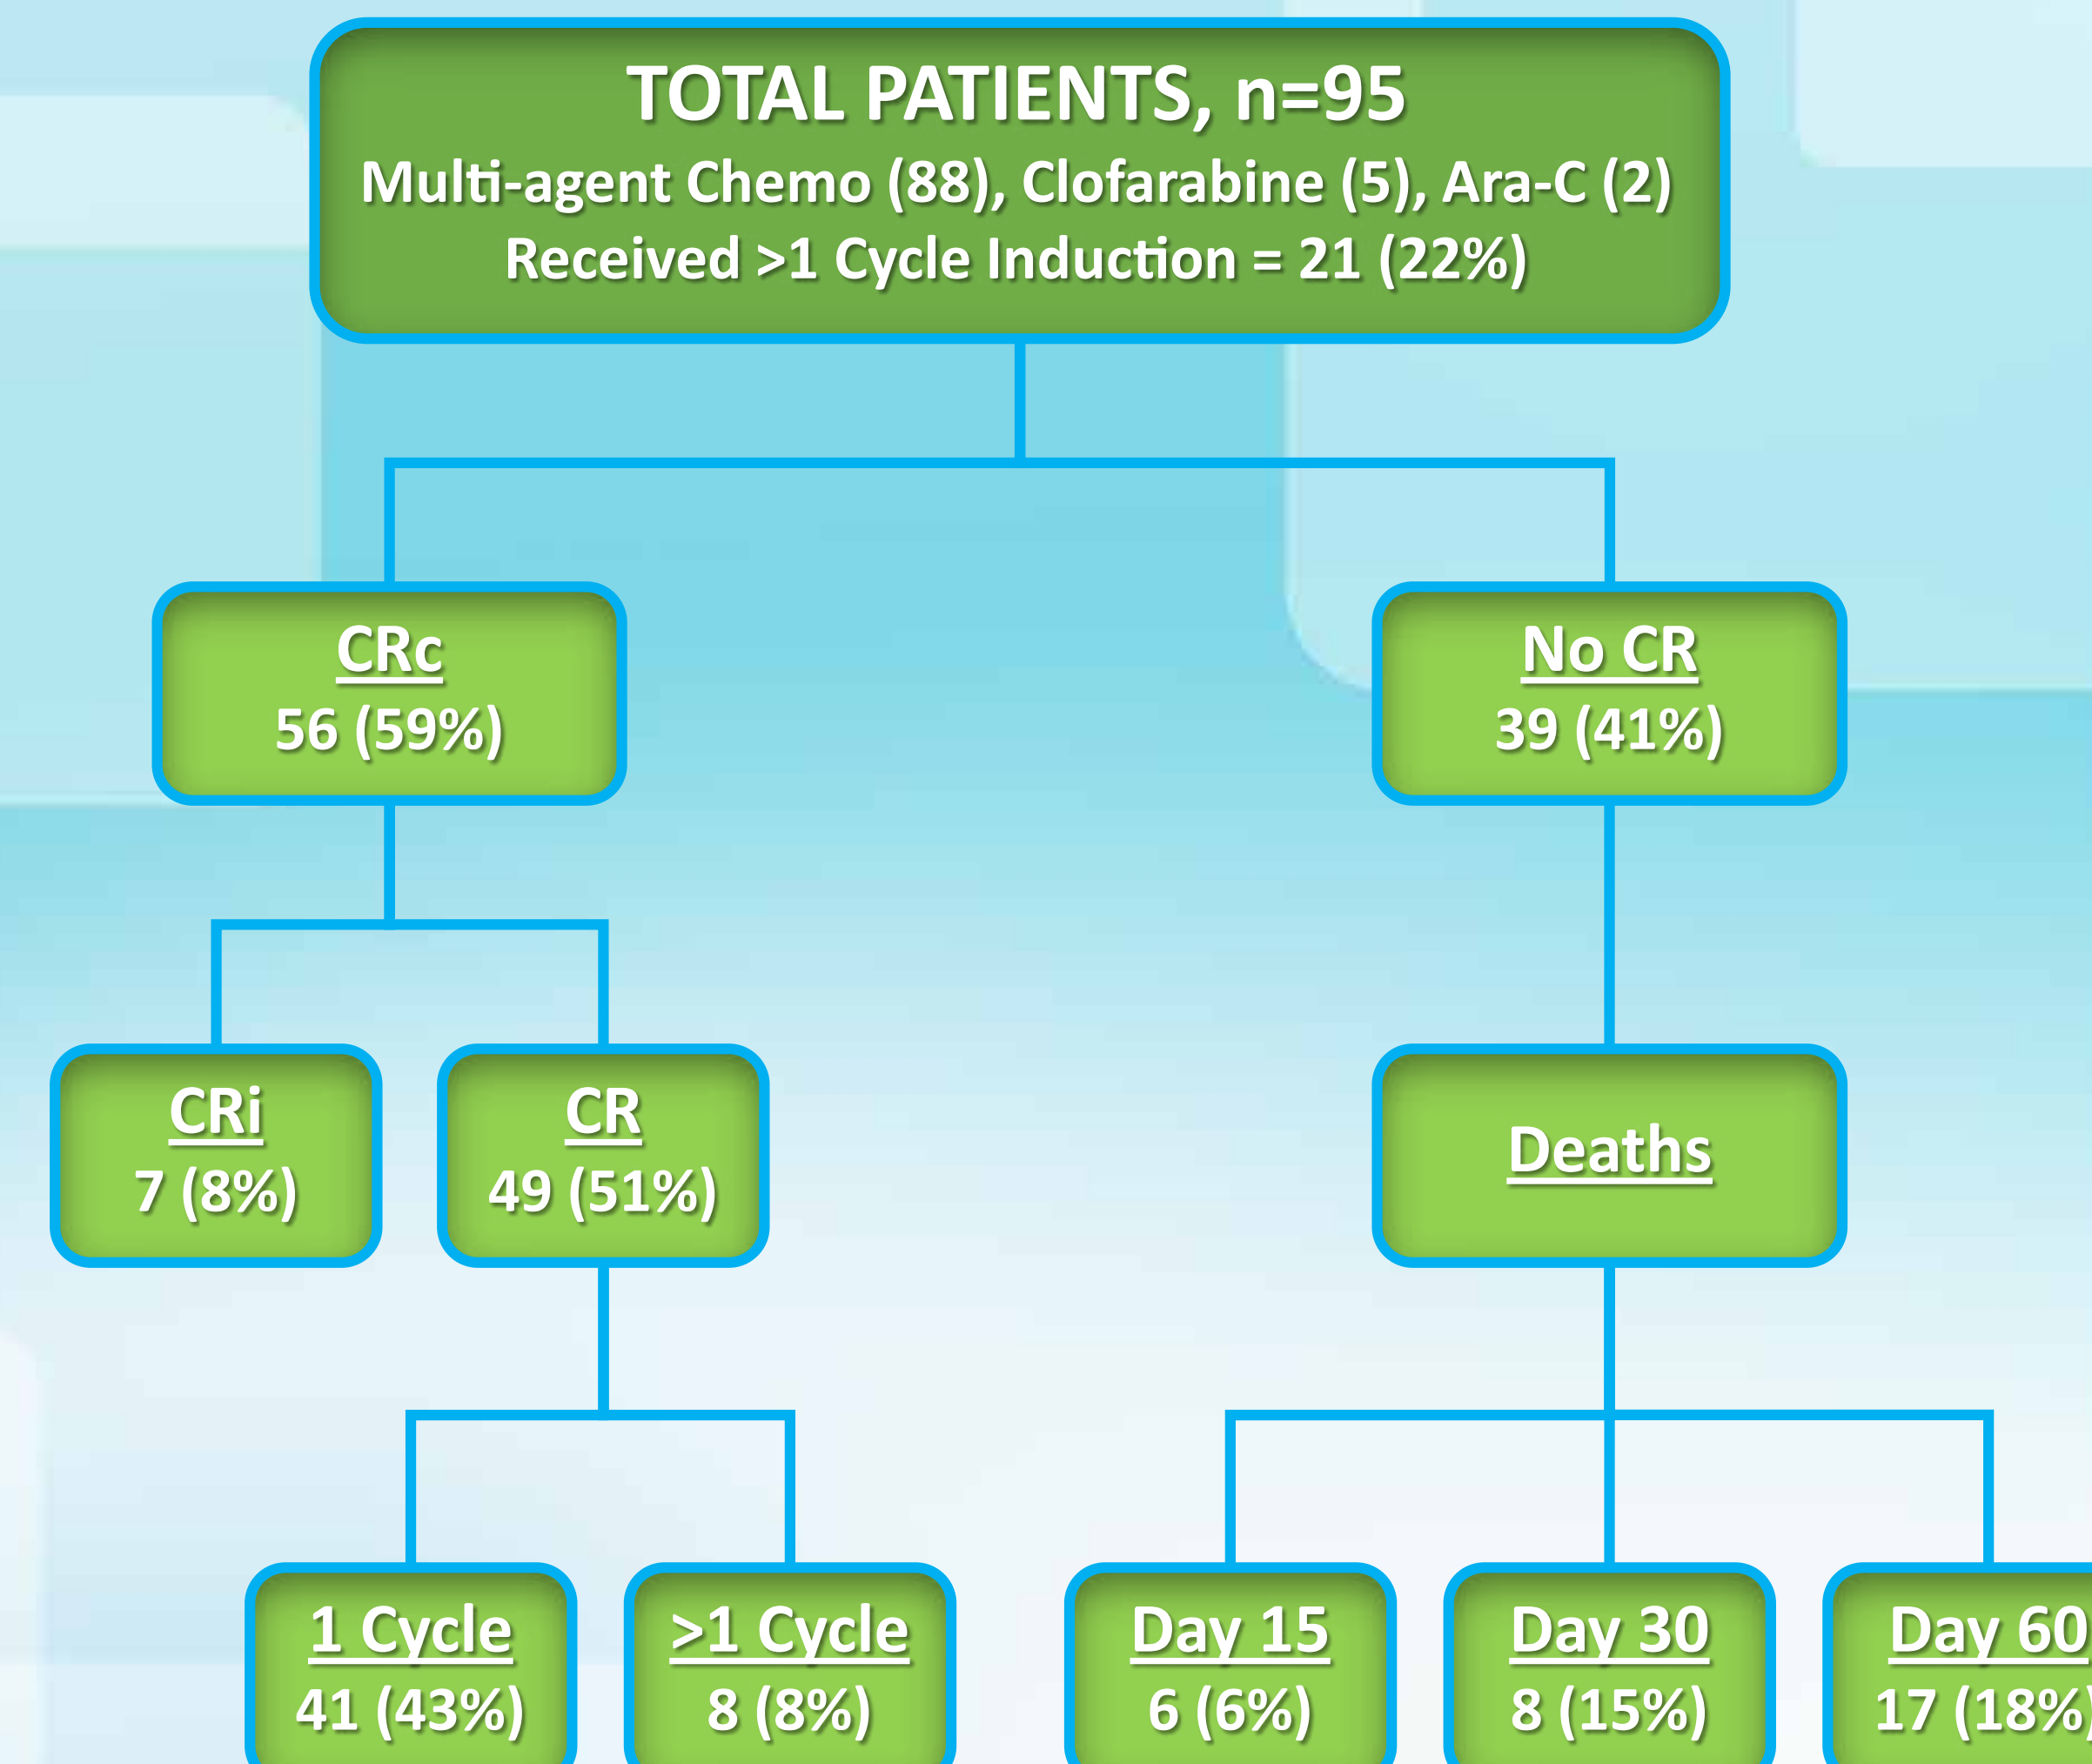 TOTAL PATIENTS, n=95
Multi-agent Chemo (88), Clofarabine (5), Ara-C (2)
Received >1 Cycle Induction = 21 (22%)
CRc
56 (59%)
No CR
39 (41%)
CRi
7 (8%)
CR
49 (51%)
Deaths
1 Cycle
41 (43%)
>1 Cycle
8 (8%)
Day 15
6 (6%)
Day 30
8 (15%)
Day 60
17 (18%)